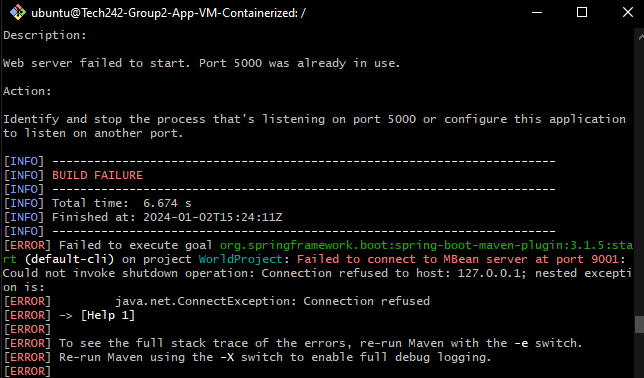 ubuntu@Tech242-Group2-App-VM-Containerized: /
Description:
Web server failed to start. Port 5000 was already in use.
Action:
Identify and stop the process that's listening on port 5000 or configure this application
to listen on another port.
[INFO] ------------------------------------------------------------------------
[INFO] BUILD FAILURE
[INFO] ------------------------------------------------------------------------
[INFO] Total time:  6.674 s
[INFO] Finished at: 2024-01-02T15:24:11Z
[INFO] ------------------------------------------------------------------------
[ERROR] Failed to execute goal org.springframework.boot:spring-boot-maven-plugin:3.1.5:sta
rt (default-cli) on project WorldProject: Failed to connect to MBean server at port 9001:
Could not invoke shutdown operation: Connection refused to host: 127.0.0.1; nested excepti
on is:
[ERROR]         java.net.ConnectException: Connection refused
[ERROR] -> [Help 1]
[ERROR]
[ERROR] To see the full stack trace of the errors, re-run Maven with the -e switch.
[ERROR] Re-run Maven using the -X switch to enable full debug logging.
[ERROR]